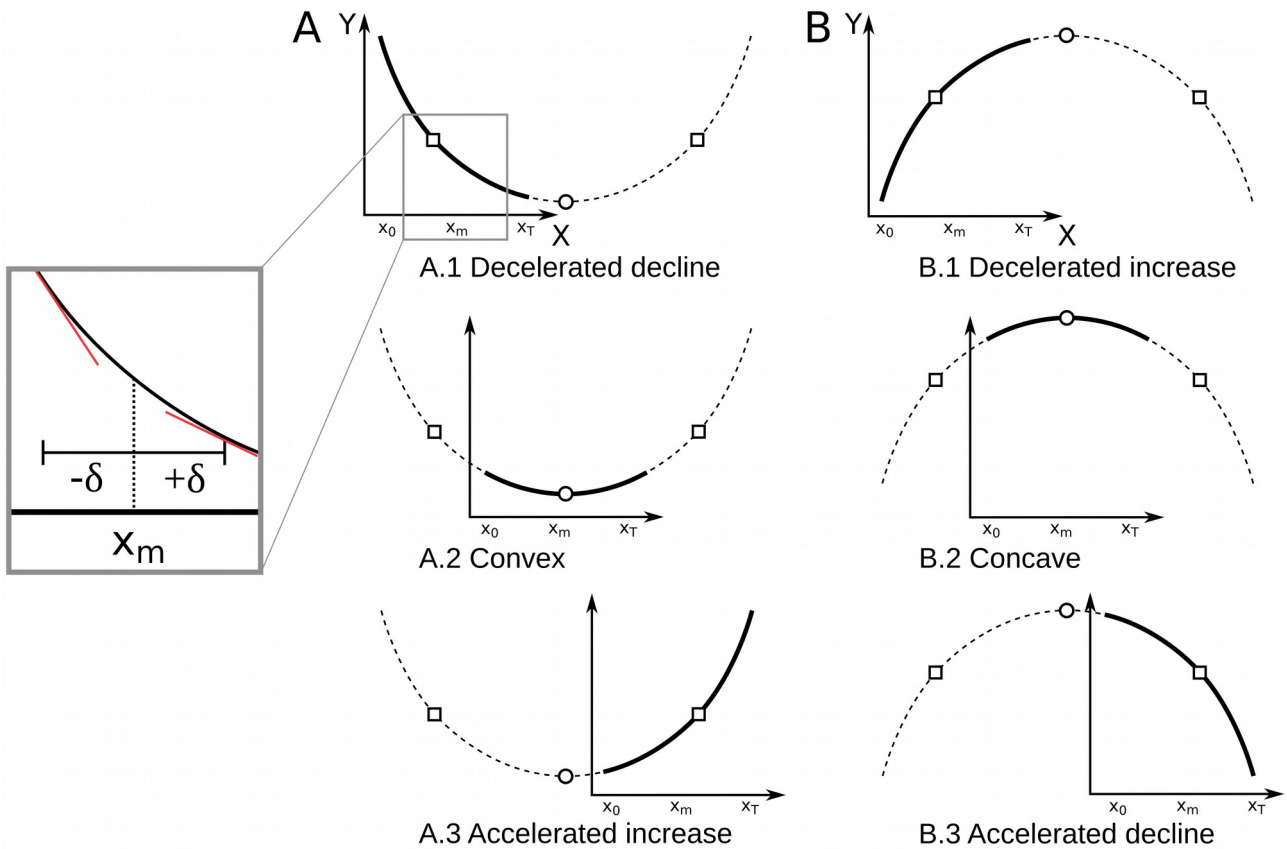 A Y
B Y
x0 xm xT X
A.1 Decelerated decline
x0 xm xT X
B.1 Decelerated increase
-δ +δ
xm
x0 xm xT
A.2 Convex
x0 xm xT
B.2 Concave
x0 xm xT
A.3 Accelerated increase
x0 xm xT
B.3 Accelerated decline